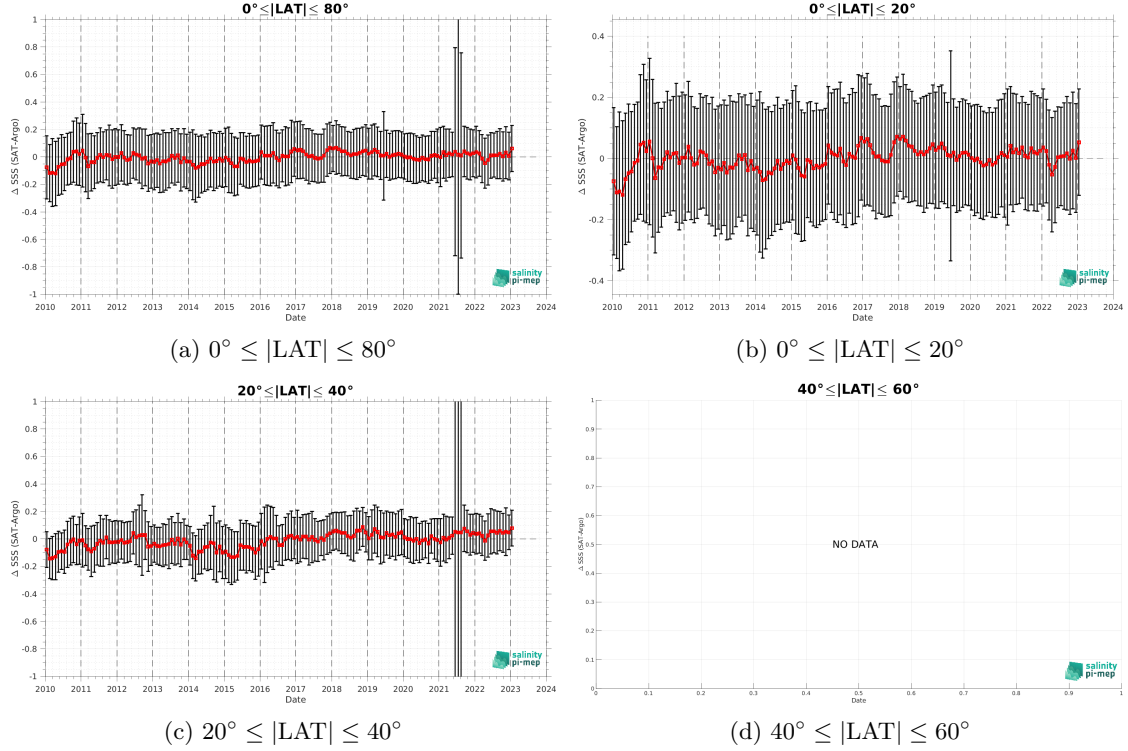 0°≤|LAT|≤ 80°
Δ SSS (SAT-Argo)
1
0.8
0.6
0.4
0.2
0
-0.2
-0.4
-0.6
-0.8
-1
2010 2011 2012 2013 2014 2015 2016 2017 2018 2019 2020 2021 2022 2023 2024
Date
salinity
pi-mep
(a) 0° ≤ |LAT| ≤ 80°
0°≤|LAT|≤ 20°
Δ SSS (SAT-Argo)
0.4
0.2
0
-0.2
-0.4
2010 2011 2012 2013 2014 2015 2016 2017 2018 2019 2020 2021 2022 2023 2024
Date
salinity
pi-mep
(b) 0° ≤ |LAT| ≤ 20°
20°≤|LAT|≤ 40°
Δ SSS (SAT-Argo)
1
0.8
0.6
0.4
0.2
0
-0.2
-0.4
-0.6
-0.8
-1
2010 2011 2012 2013 2014 2015 2016 2017 2018 2019 2020 2021 2022 2023 2024
Date
salinity
pi-mep
(c) 20° ≤ |LAT| ≤ 40°
40°≤|LAT|≤ 60°
Δ SSS (SAT-Argo)
1
0.9
0.8
0.7
0.6
0.5
0.4
0.3
0.2
0.1
0
NO DATA
0 0.1 0.2 0.3 0.4 0.5 0.6 0.7 0.8 0.9 1
Date
salinity
pi-mep
(d) 40° ≤ |LAT| ≤ 60°